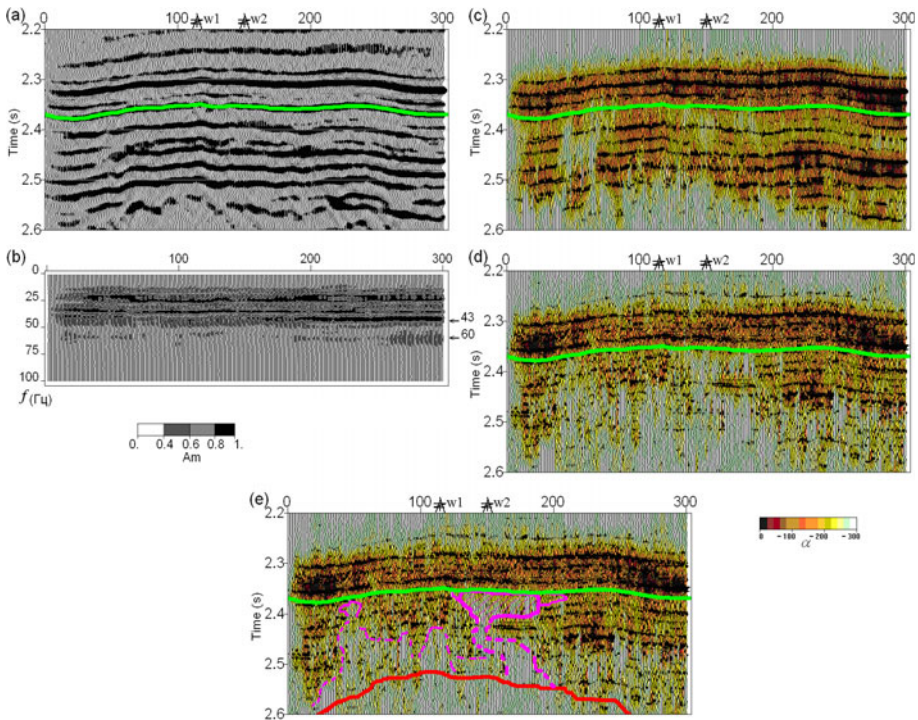 (a)
0 100 w1 w2 200 300
2.2
2.3
2.4
2.5
2.6
Time (s)
(b)
0
25
50
75
100
f(Гц)
0 100 200 300
43
60
0. 0.4 0.6 0.8 1.
Am
(c)
0 100 w1 w2 200 300
2.2
2.3
2.4
2.5
2.6
Time (s)
(d)
0 100 w1 w2 200 300
2.2
2.3
2.4
2.5
2.6
Time (s)
(e)
0 100 w1 w2 200 300
2.2
2.3
2.4
2.5
2.6
Time (s)
0 -100 -200 -300
α